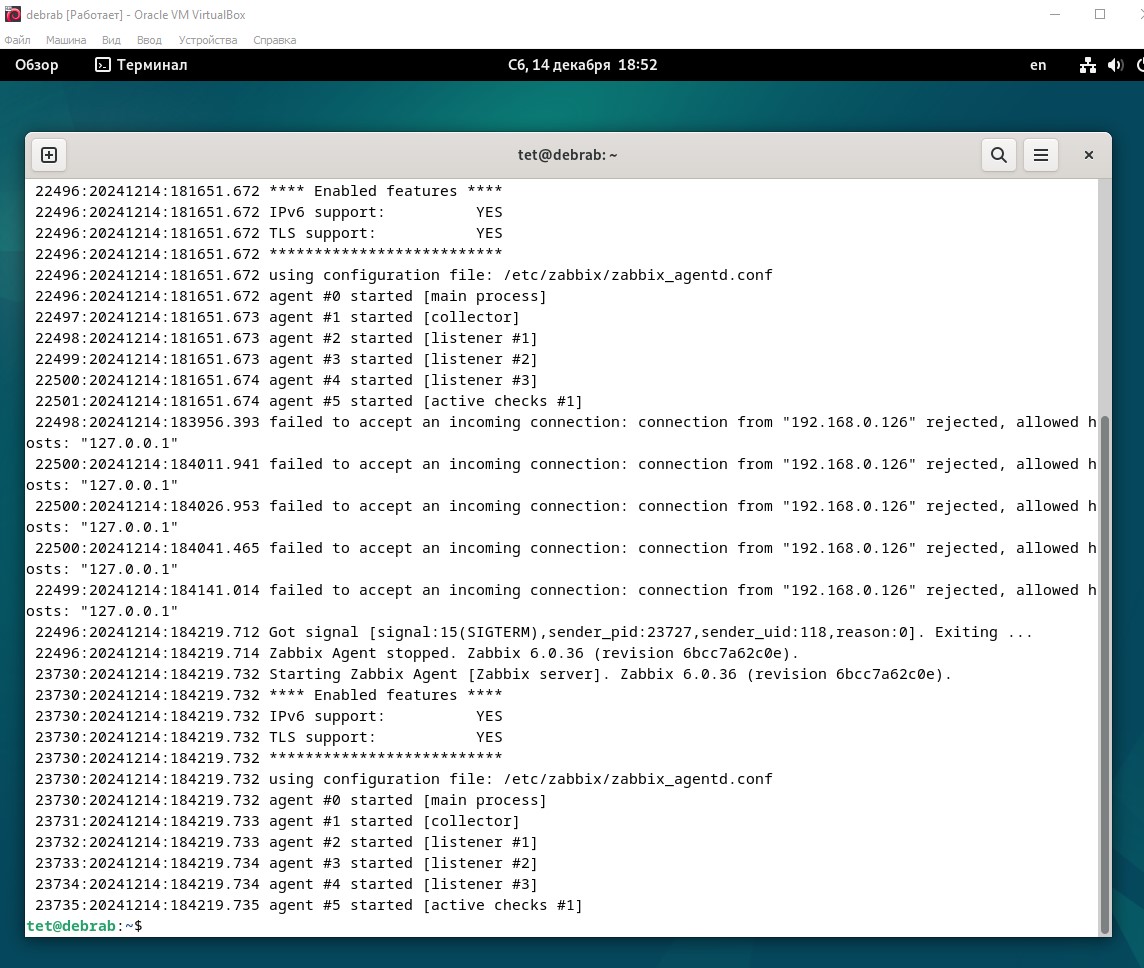 debrab [Работает] - Oracle VM VirtualBox
Файл Машина Вид Ввод Устройства Справка
Обзор Терминал Сб, 14 декабря 18:52 en
tet@debrab: ~
22496:20241214:181651.672 **** Enabled features ****
22496:20241214:181651.672 IPv6 support: YES
22496:20241214:181651.672 TLS support: YES
22496:20241214:181651.672 **************************
22496:20241214:181651.672 using configuration file: /etc/zabbix/zabbix_agentd.conf
22496:20241214:181651.672 agent #0 started [main process]
22497:20241214:181651.673 agent #1 started [collector]
22498:20241214:181651.673 agent #2 started [listener #1]
22499:20241214:181651.673 agent #3 started [listener #2]
22500:20241214:181651.674 agent #4 started [listener #3]
22501:20241214:181651.674 agent #5 started [active checks #1]
22498:20241214:183956.393 failed to accept an incoming connection: connection from "192.168.0.126" rejected, allowed h
osts: "127.0.0.1"
22500:20241214:184011.941 failed to accept an incoming connection: connection from "192.168.0.126" rejected, allowed h
osts: "127.0.0.1"
22500:20241214:184026.953 failed to accept an incoming connection: connection from "192.168.0.126" rejected, allowed h
osts: "127.0.0.1"
22500:20241214:184041.465 failed to accept an incoming connection: connection from "192.168.0.126" rejected, allowed h
osts: "127.0.0.1"
22499:20241214:184141.014 failed to accept an incoming connection: connection from "192.168.0.126" rejected, allowed h
osts: "127.0.0.1"
22496:20241214:184219.712 Got signal [signal:15(SIGTERM),sender_pid:23727,sender_uid:118,reason:0]. Exiting ...
22496:20241214:184219.714 Zabbix Agent stopped. Zabbix 6.0.36 (revision 6bcc7a62c0e).
23730:20241214:184219.732 Starting Zabbix Agent [Zabbix server]. Zabbix 6.0.36 (revision 6bcc7a62c0e).
23730:20241214:184219.732 **** Enabled features ****
23730:20241214:184219.732 IPv6 support: YES
23730:20241214:184219.732 TLS support: YES
23730:20241214:184219.732 **************************
23730:20241214:184219.732 using configuration file: /etc/zabbix/zabbix_agentd.conf
23730:20241214:184219.732 agent #0 started [main process]
23731:20241214:184219.733 agent #1 started [collector]
23732:20241214:184219.733 agent #2 started [listener #1]
23733:20241214:184219.734 agent #3 started [listener #2]
23734:20241214:184219.734 agent #4 started [listener #3]
23735:20241214:184219.735 agent #5 started [active checks #1]
tet@debrab:~$